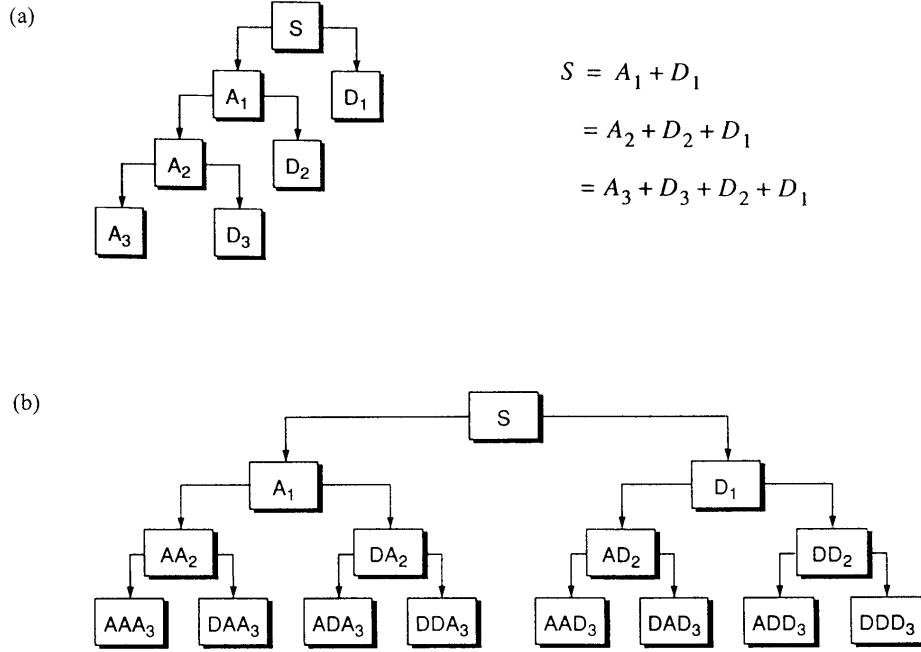 (a)
S
A₁ D₁
A₂ D₂
A₃ D₃
S = A₁ + D₁
= A₂ + D₂ + D₁
= A₃ + D₃ + D₂ + D₁
(b)
S
A₁ D₁
AA₂ DA₂ AD₂ DD₂
AAA₃ DAA₃ ADA₃ DDA₃ AAD₃ DAD₃ ADD₃ DDD₃